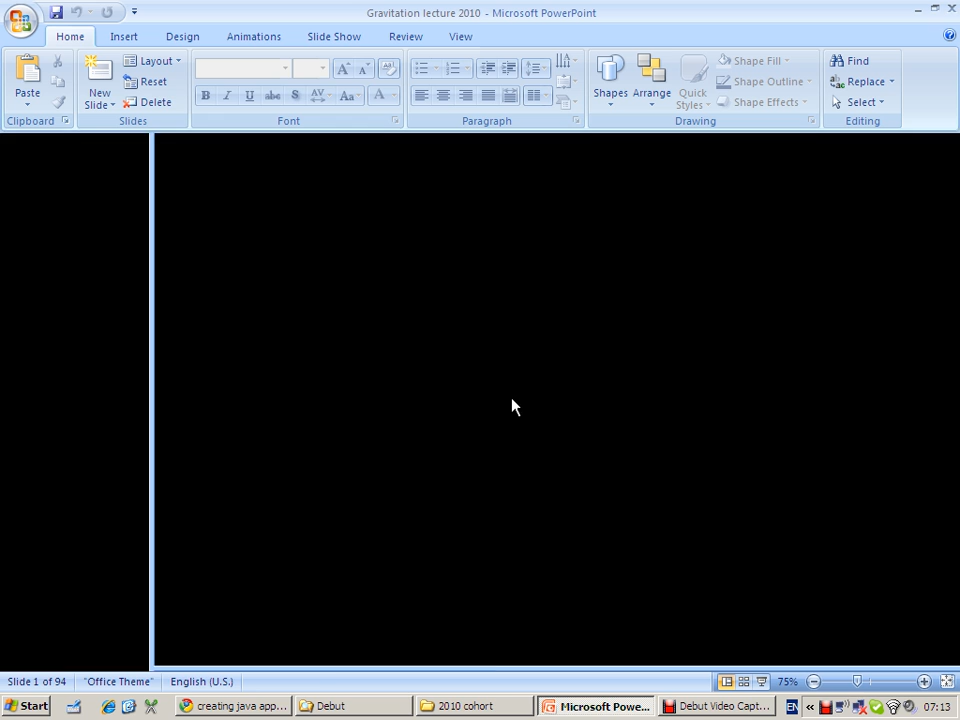 Gravitation lecture 2010 - Microsoft PowerPoint
Home Insert Design Animations Slide Show Review View
Paste
Clipboard
New Slide
Layout
Reset
Delete
Slides
B I U abc S AV Aa A
Font
Paragraph
Shapes
Arrange
Quick Styles
Shape Fill
Shape Outline
Shape Effects
Drawing
Find
Replace
Select
Editing
Slide 1 of 94 "Office Theme" English (U.S.) 75%
Start creating java app... Debut 2010 cohort Microsoft Powe... Debut Video Capt... EN 07:13